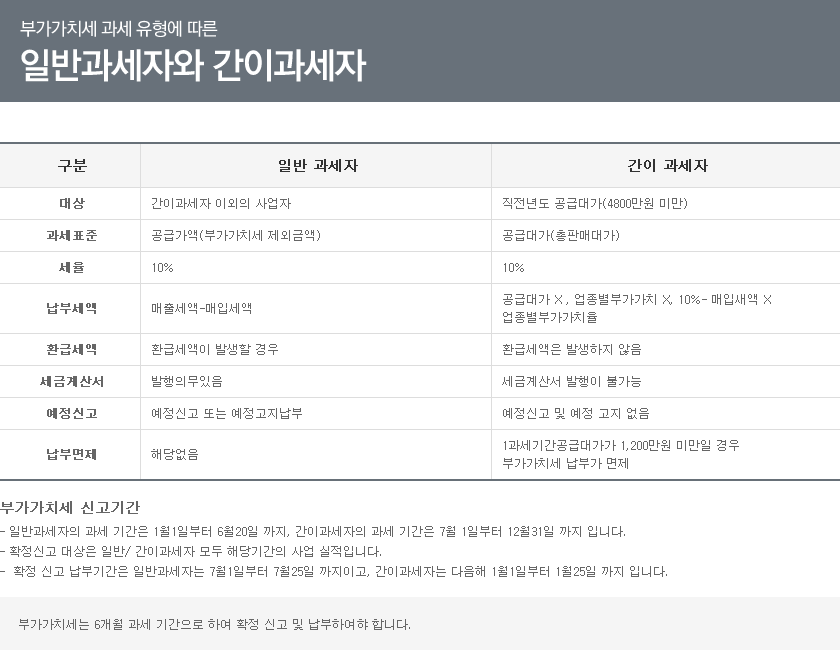 부가가치세 과세 유형에 따른
일반과세자와 간이과세자
구분 일반 과세자 간이 과세자
대상 간이과세자 이외의 사업자 직전년도 공급대가(4800만원 미만)
과세표준 공급가액(부가가치세 제외금액) 공급대가(총판매대가)
세율 10% 10%
납부세액 매출세액-매입세액 공급대가 X , 업종별부가가치 X, 10%- 매입새액 X
업종별부가가치율
환급세액 환급세액이 발생할 경우 환급세액은 발생하지 않음
세금계산서 발행의무있음 세금계산서 발행이 불가능
예정신고 예정신고 또는 예정고지납부 예정신고 및 예정 고지 없음
납부면제 해당없음 1과세기간공급대가가 1,200만원 미만일 경우
부가가치세 납부가 면제
부가가치세 신고기간
- 일반과세자의 과세 기간은 1월1일부터 6월20일 까지, 간이과세자의 과세 기간은 7월 1일부터 12월31일 까지 입니다.
- 확정신고 대상은 일반/ 간이과세자 모두 해당기간의 사업 실적입니다.
- 확정 신고 납부기간은 일반과세자는 7월1일부터 7월25일 까지이고, 간이과세자는 다음해 1월1일부터 1월25일 까지 입니다.
부가가치세는 6개월 과세 기간으로 하여 확정 신고 및 납부하여햐 합니다.